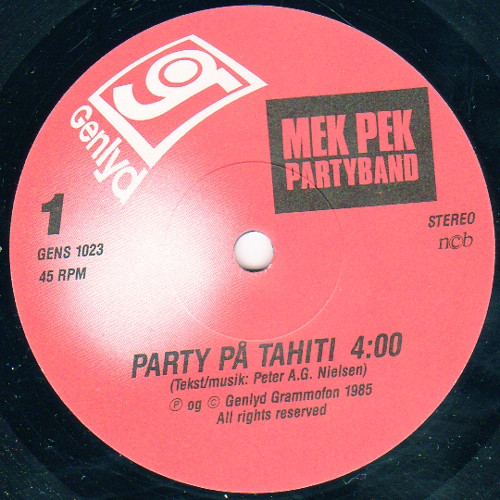 Genlyd
MEK PEK
PARTYBAND
1
GENS 1023
45 RPM
STEREO
n©b
PARTY PÅ TAHITI 4:00
(Tekst/musik: Peter A.G. Nielsen)
℗ og © Genlyd Grammofon 1985
All rights reserved